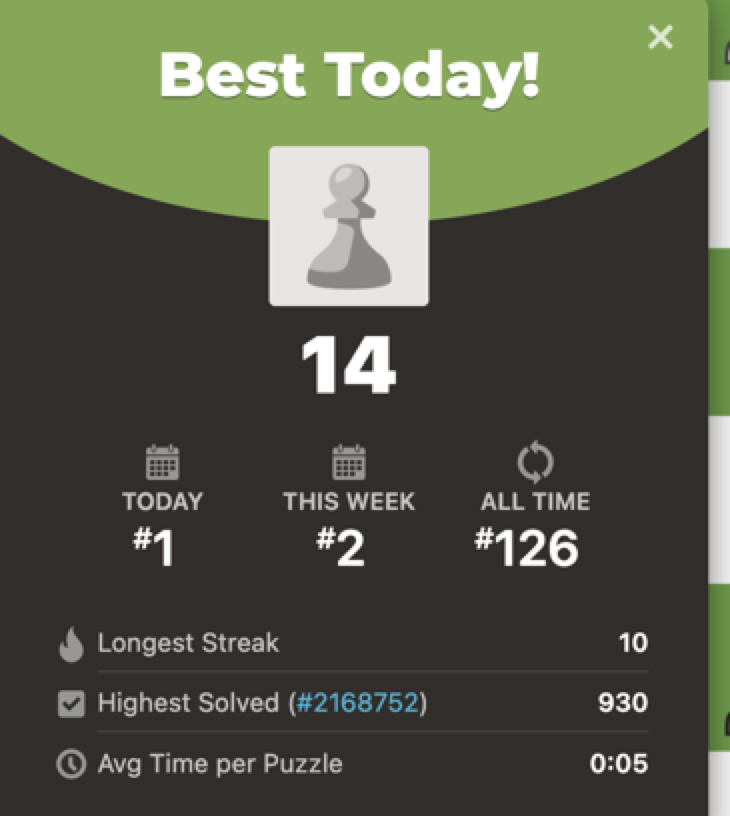 Best Today!
14
TODAY THIS WEEK ALL TIME
#1 #2 #126
Longest Streak 10
Highest Solved (#2168752) 930
Avg Time per Puzzle 0:05